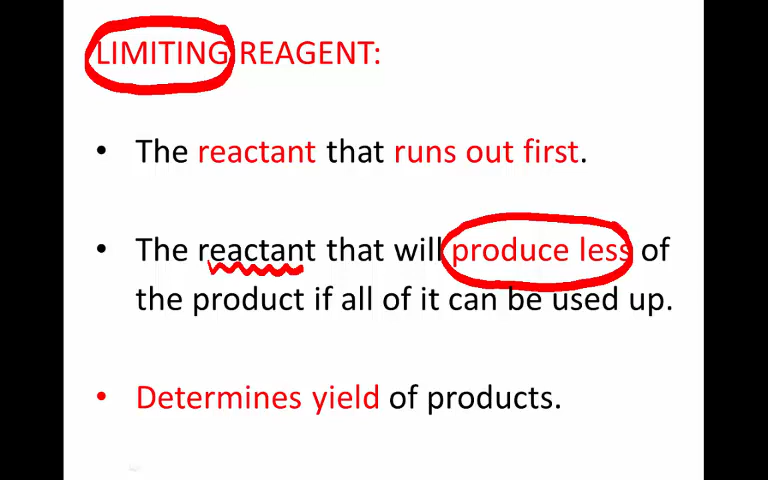 LIMITING REAGENT:
• The reactant that runs out first.
• The reactant that will produce less of
the product if all of it can be used up.
• Determines yield of products.